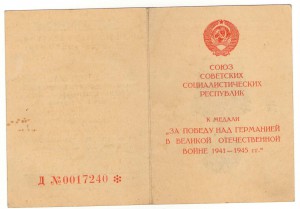 Д №0017240 ✻
СОЮЗ
СОВЕТСКИХ
СОЦИАЛИСТИЧЕСКИХ
РЕСПУБЛИК
К МЕДАЛИ
„ЗА ПОБЕДУ НАД ГЕРМАНИЕЙ
В ВЕЛИКОЙ ОТЕЧЕСТВЕННОЙ
ВОЙНЕ 1941—1945 гг."